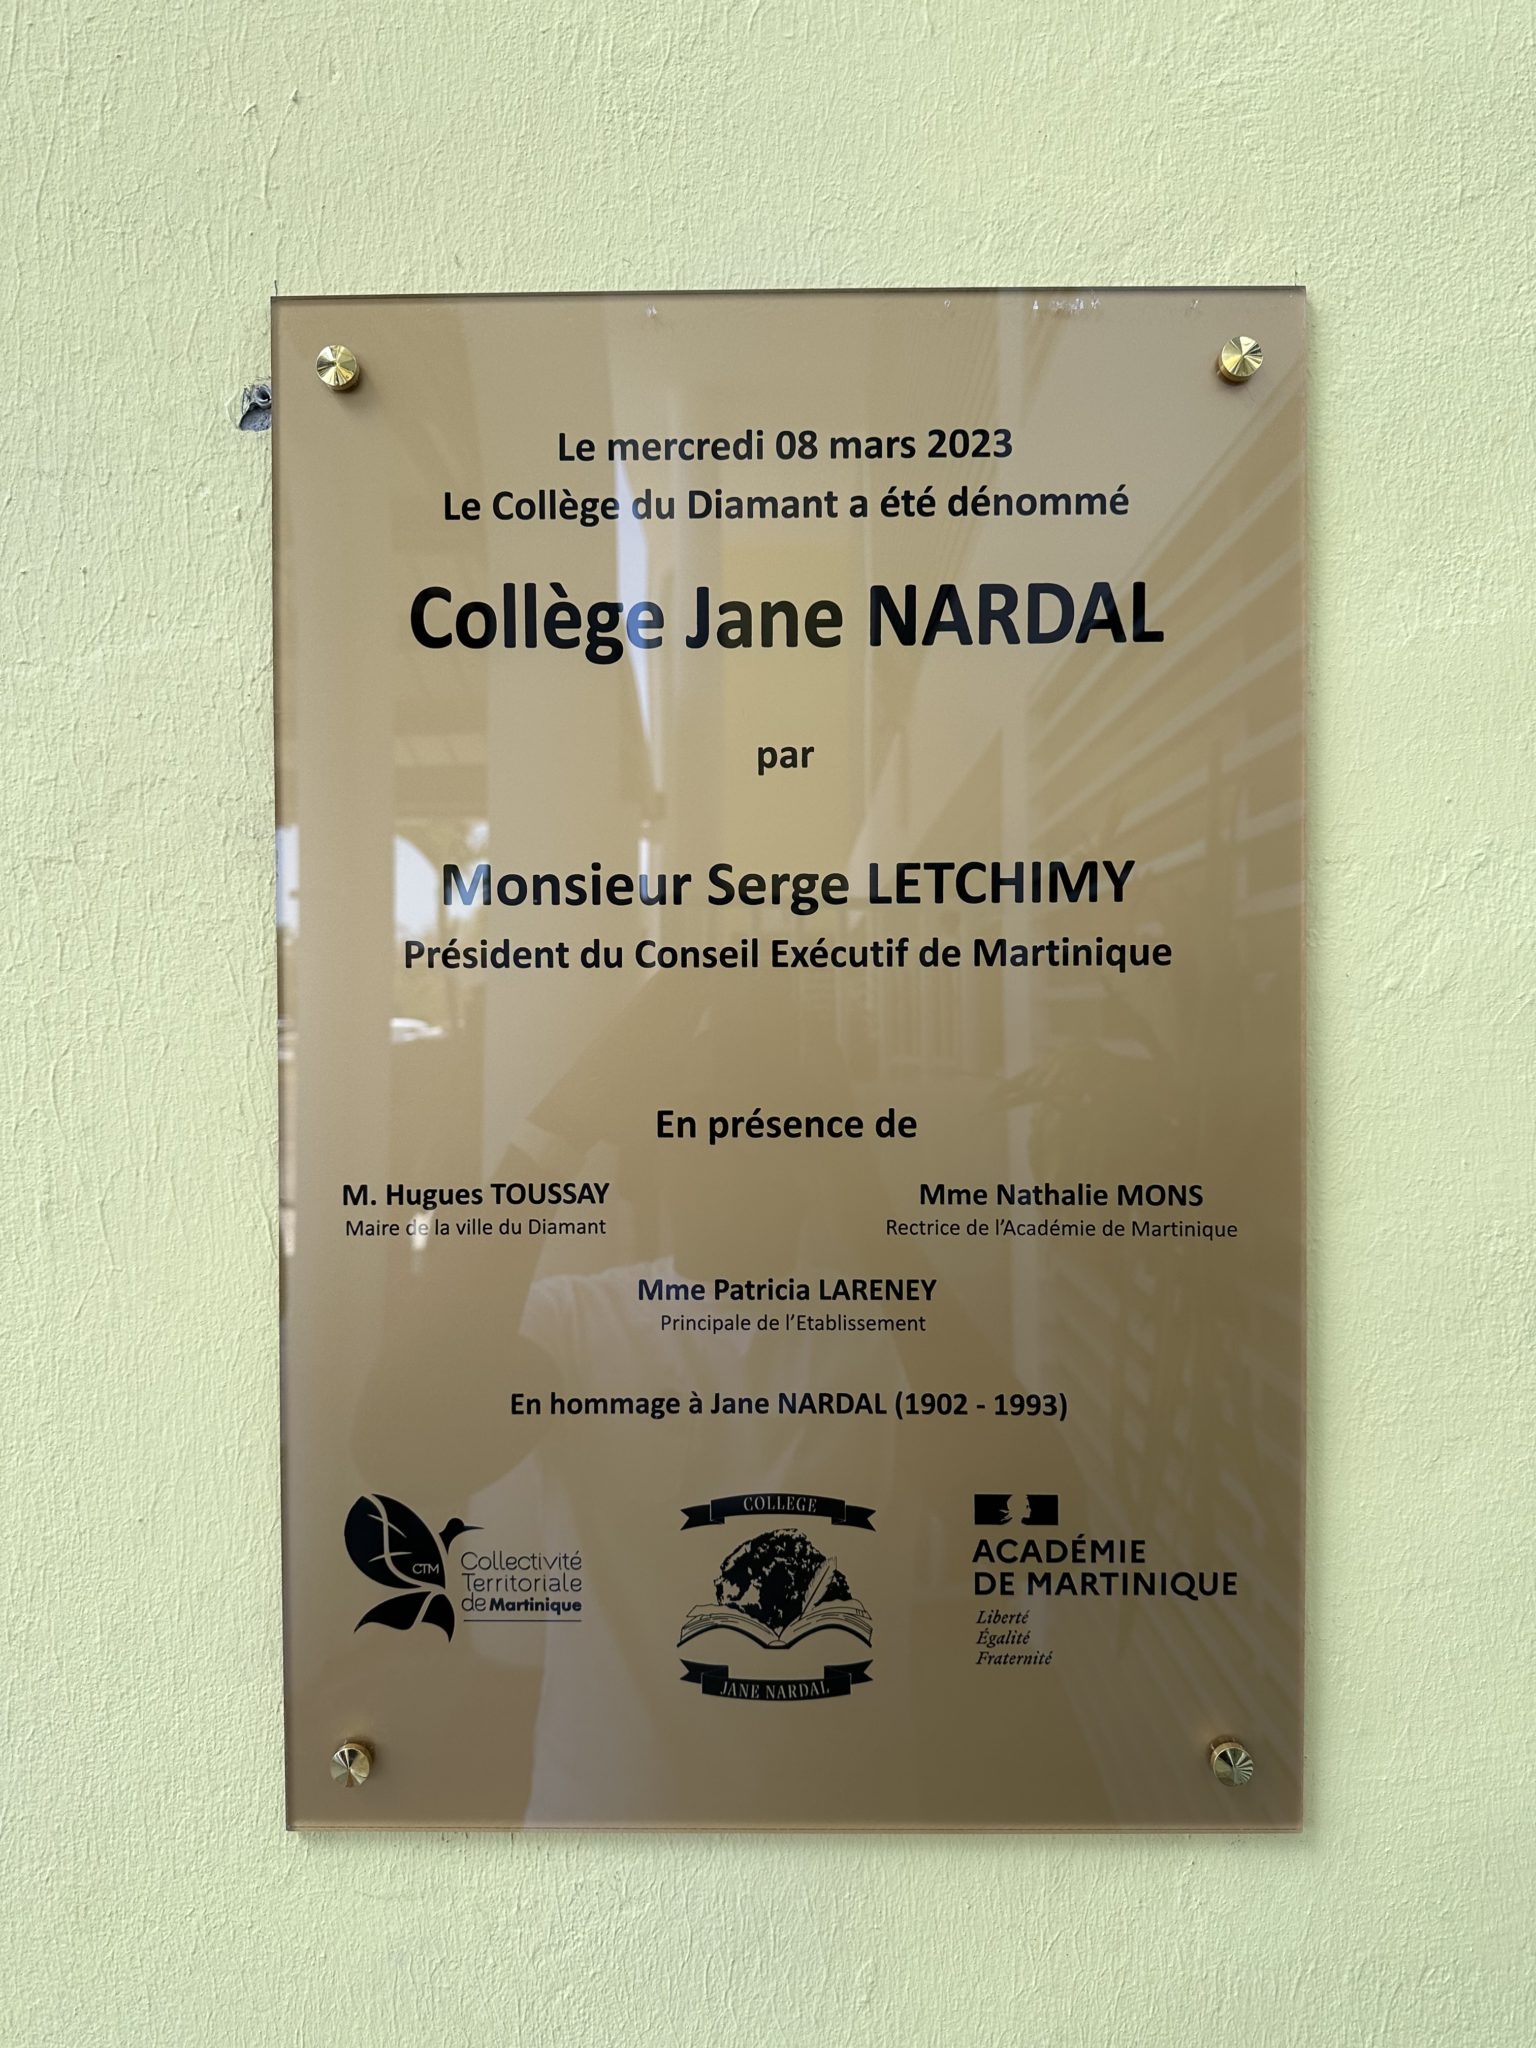 Le mercredi 08 mars 2023
Le Collège du Diamant a été dénommé
Collège Jane NARDAL
par
Monsieur Serge LETCHIMY
Président du Conseil Exécutif de Martinique
En présence de
M. Hugues TOUSSAY
Maire de la ville du Diamant
Mme Nathalie MONS
Rectrice de l'Académie de Martinique
Mme Patricia LARENEY
Principale de l'Etablissement
En hommage à Jane NARDAL (1902 - 1993)
CTM
Collectivité
Territoriale
de Martinique
COLLEGE
JANE NARDAL
ACADÉMIE
DE MARTINIQUE
Liberté
Égalité
Fraternité